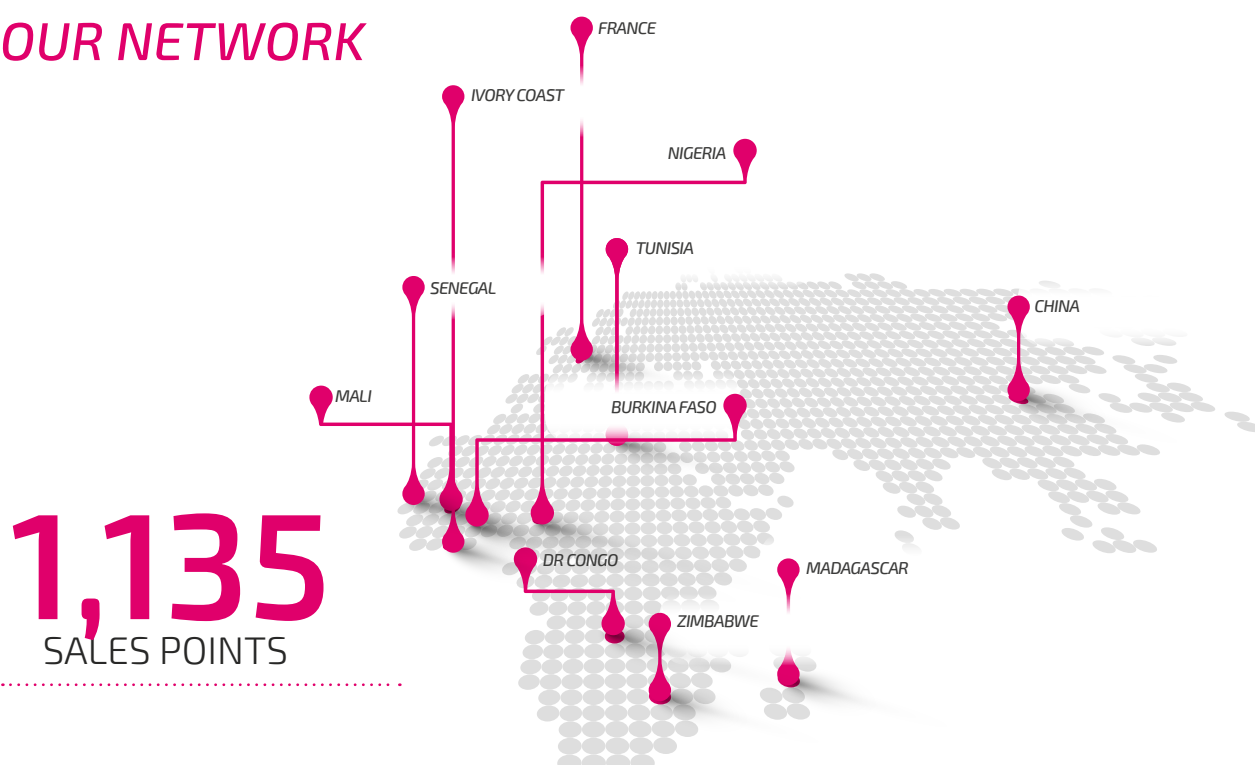 OUR NETWORK
FRANCE
IVORY COAST
NIGERIA
TUNISIA
SENEGAL
CHINA
MALI
BURKINA FASO
1,135
SALES POINTS
DR CONGO
MADAGASCAR
ZIMBABWE